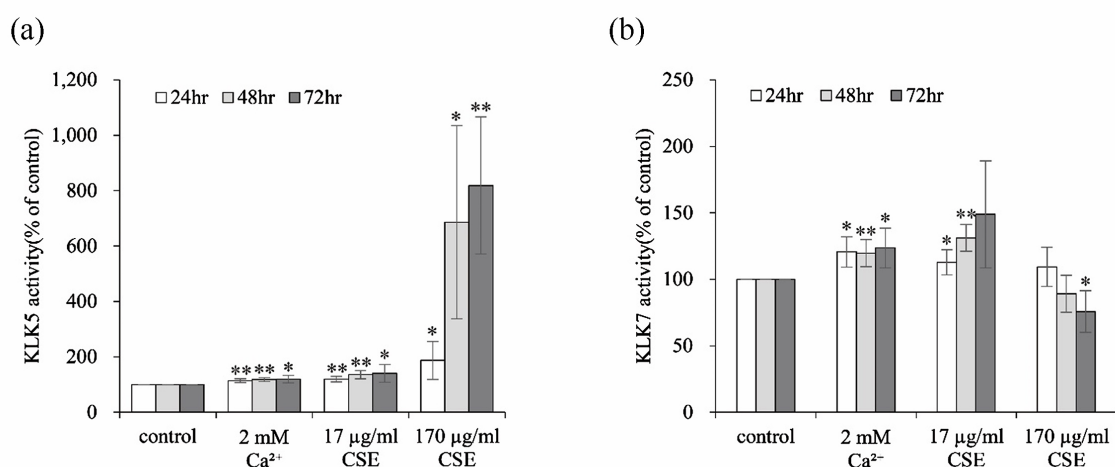 (a)
KLK5 activity(% of control)
1,200
1,000
800
600
400
200
0
24hr 48hr 72hr
** ** *
** ** *
* * **
control
2 mM
Ca²⁺
17 µg/ml
CSE
170 µg/ml
CSE
(b)
KLK7 activity(% of control)
250
200
150
100
50
0
24hr 48hr 72hr
* ** *
* **
*
control
2 mM
Ca²⁻
17 µg/ml
CSE
170 µg/ml
CSE